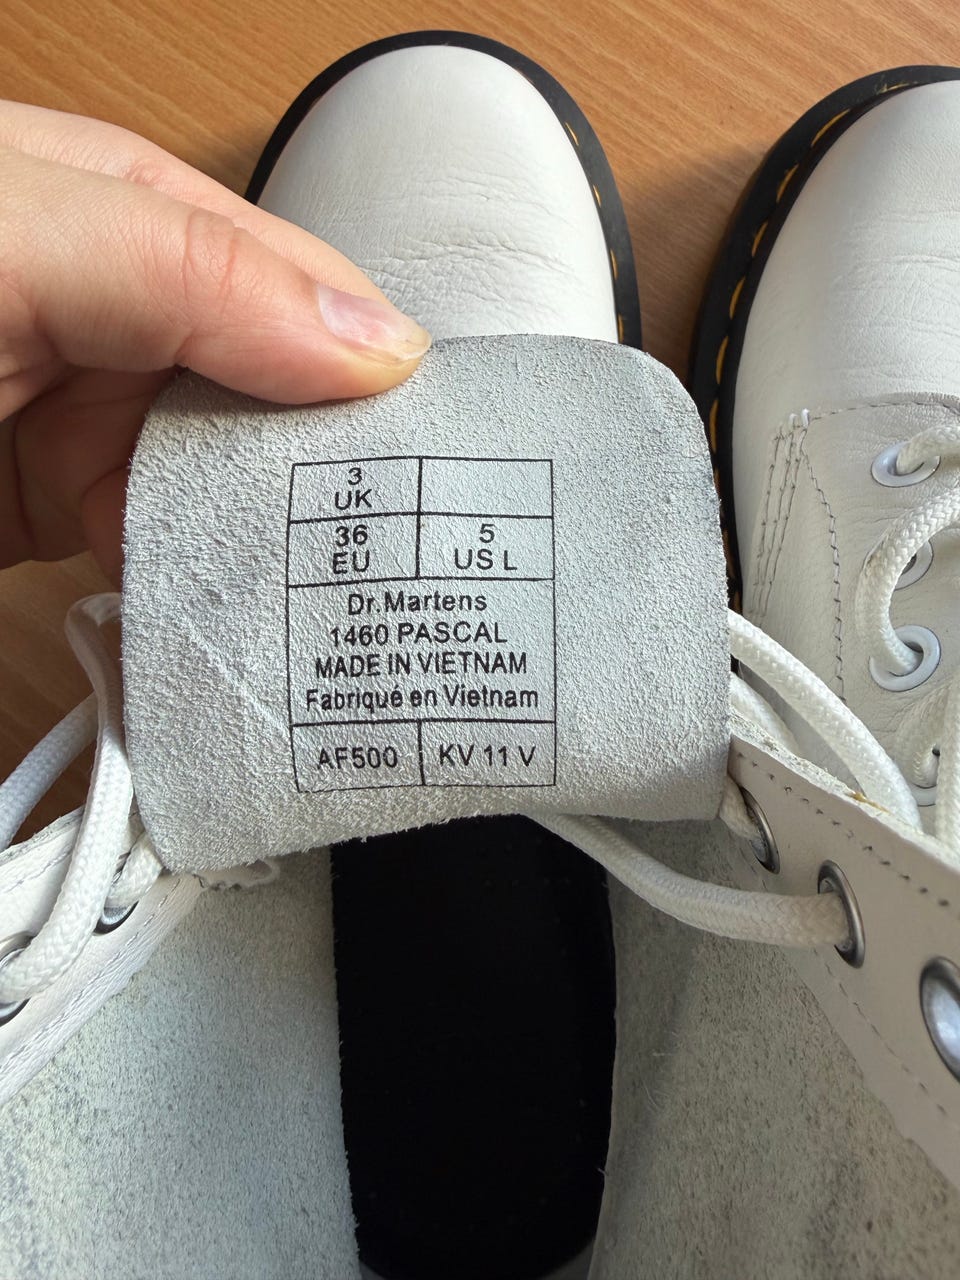 3
UK
36
EU
5
US L
Dr.Martens
1460 PASCAL
MADE IN VIETNAM
Fabriqué en Vietnam
AF500
KV 11 V